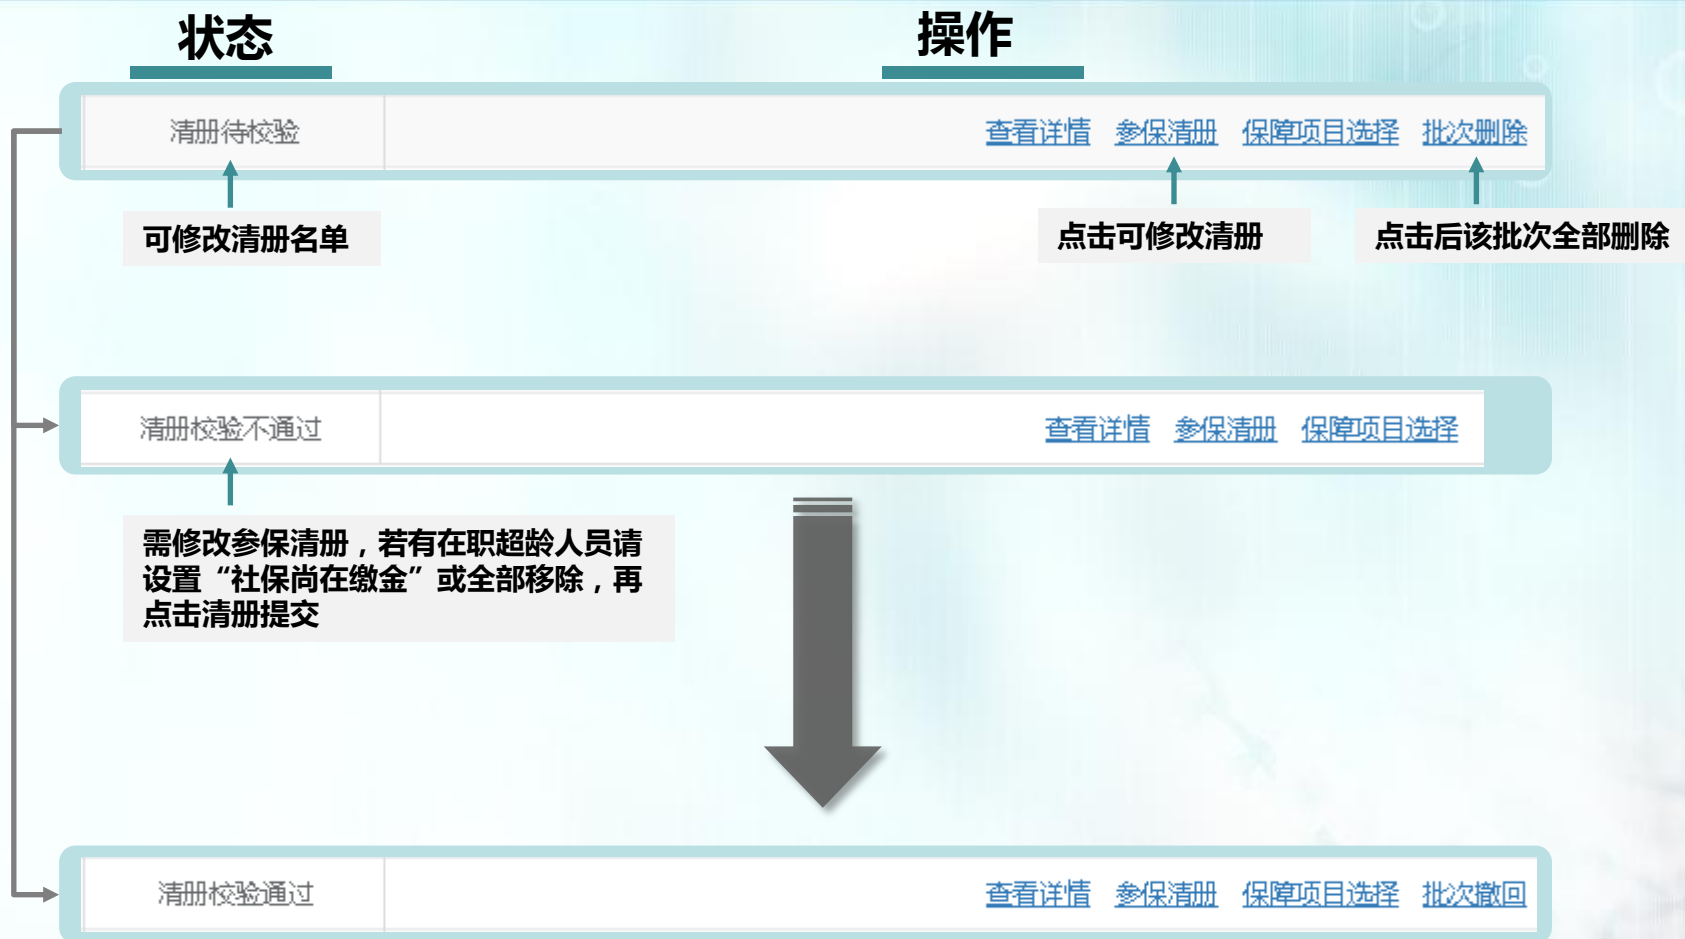 状态
操作
清册待校验
查看详情 参保清册 保障项目选择 批次删除
可修改清册名单
点击可修改清册
点击后该批次全部删除
清册校验不通过
查看详情 参保清册 保障项目选择
需修改参保清册，若有在职超龄人员请
设置“社保尚在缴金”或全部移除，再
点击清册提交
清册校验通过
查看详情 参保清册 保障项目选择 批次撤回